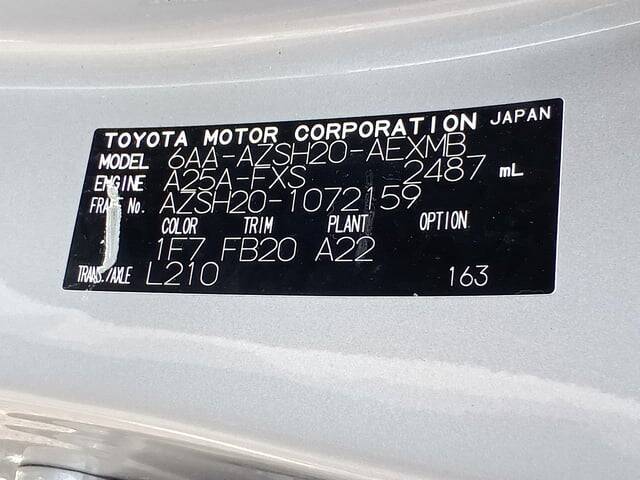 TOYOTA MOTOR CORPORATION JAPAN
MODEL 6AA-AZSH20-AEXMB
ENGINE A25A-FXS 2487 mL
FRAME No. AZSH20-1072159
COLOR TRIM PLANT OPTION
1F7 FB20 A22
TRANS./AXLE L210 163